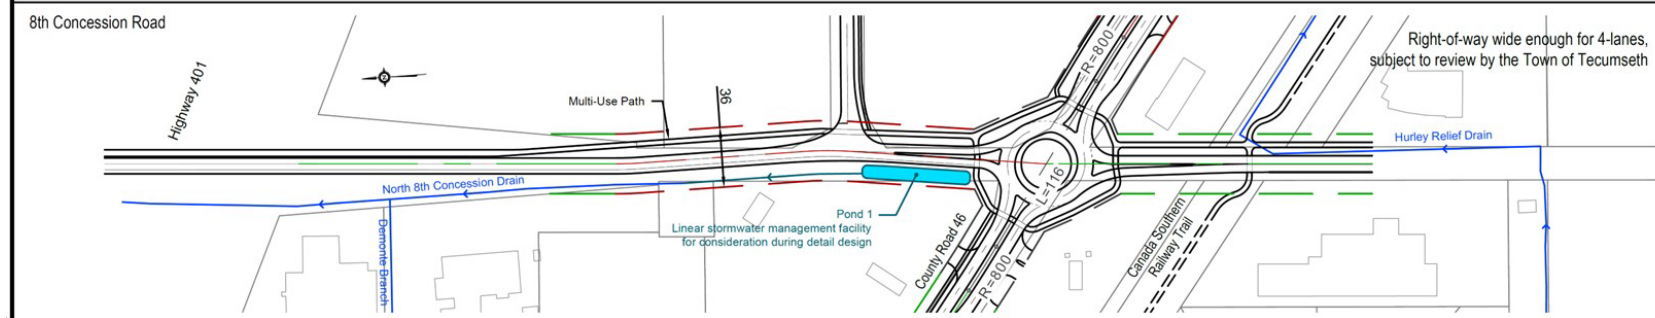 8th Concession Road
Highway 401
Multi-Use Path
36
R=800
Right-of-way wide enough for 4-lanes,
subject to review by the Town of Tecumseth
Hurley Relief Drain
North 8th Concession Drain
Demonte Branch
Pond 1
Linear stormwater management facility
for consideration during detail design
L=116
County Road 46
R=800
Canada Southern
Railway Trail